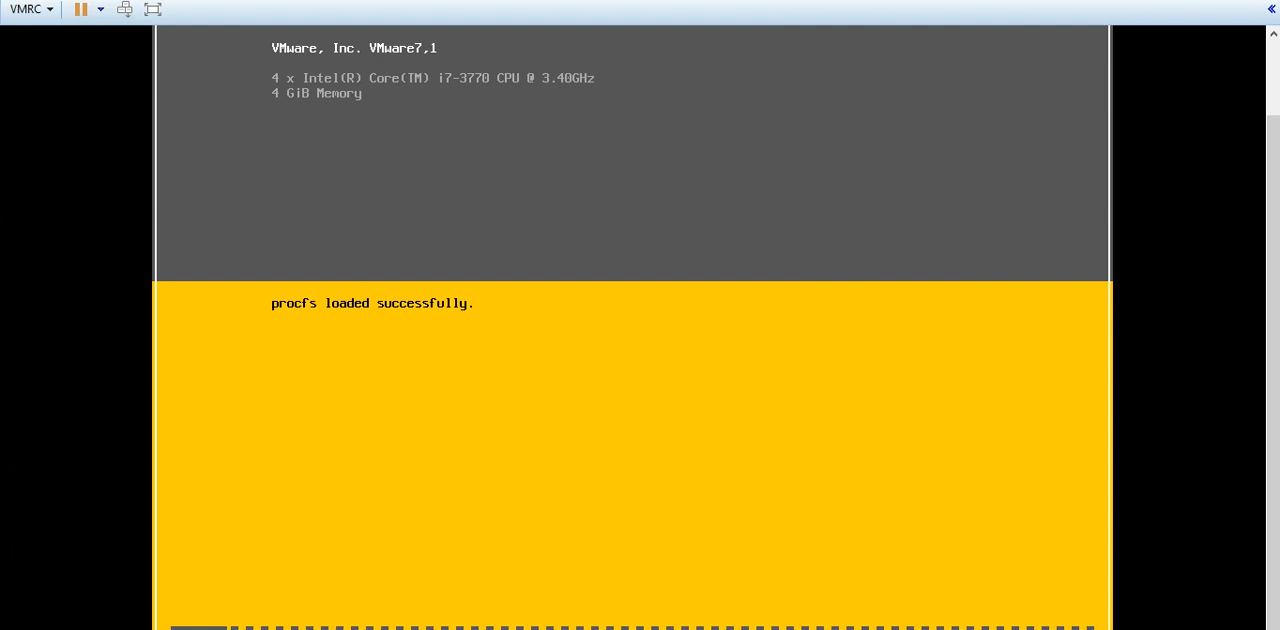 VMRC
VMware, Inc. VMware7,1
4 x Intel(R) Core(TM) i7-3770 CPU @ 3.40GHz
4 GiB Memory
procfs loaded successfully.